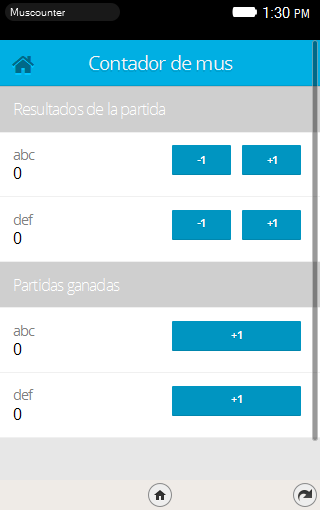 Muscounter 1:30 PM
Contador de mus
Resultados de la partida
abc
0 -1 +1
def
0 -1 +1
Partidas ganadas
abc
0 +1
def
0 +1